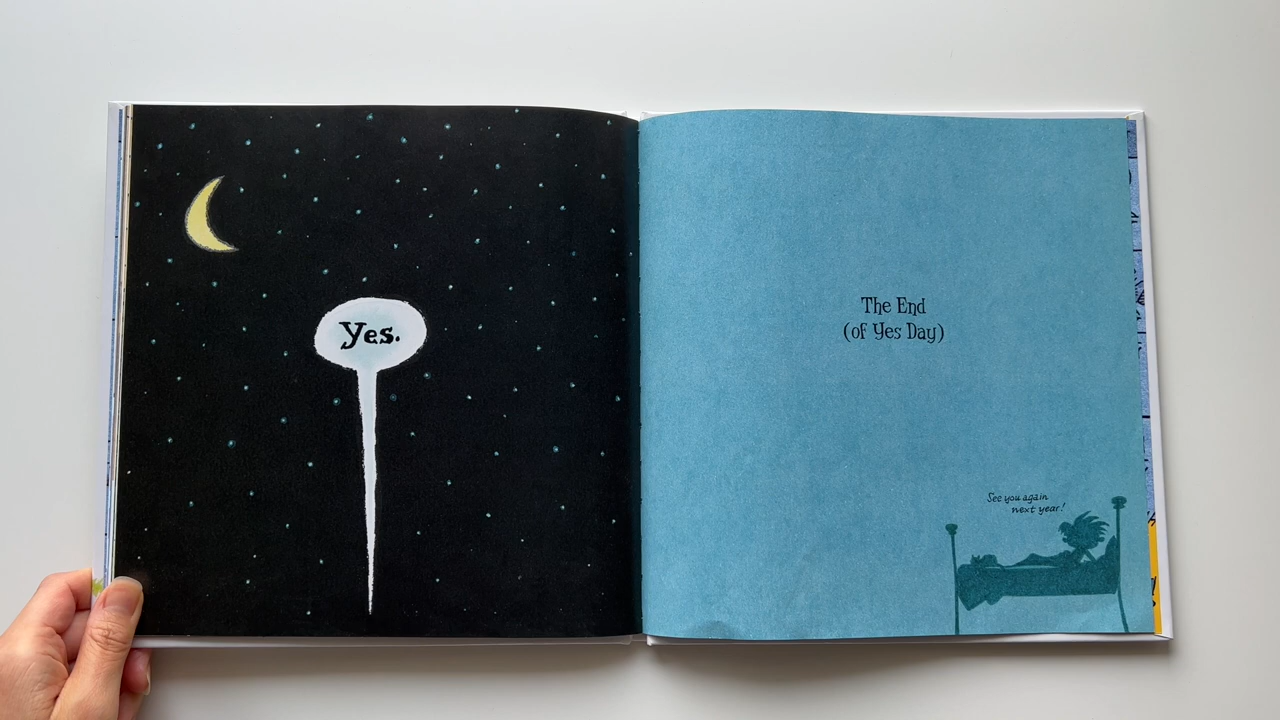 Yes.
The End
(of Yes Day)
See you again
next year!